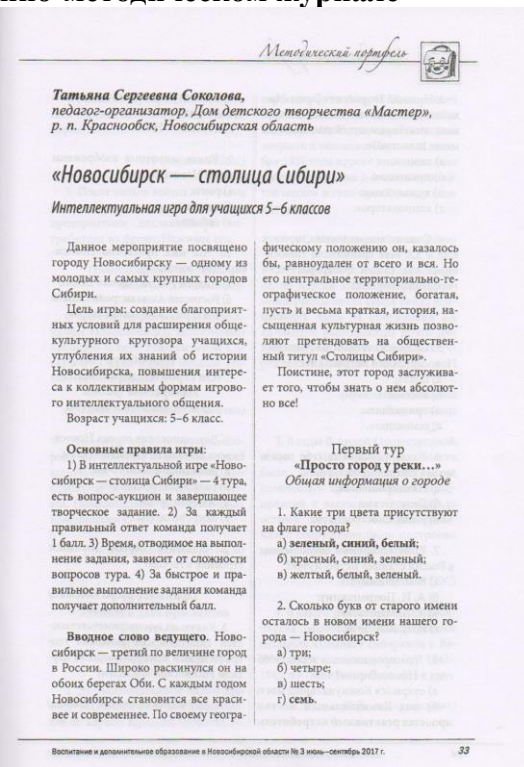 но-методическом журнале
Методический портфель
Татьяна Сергеевна Соколова,
педагог-организатор, Дом детского творчества «Мастер»,
р. п. Краснообск, Новосибирская область
«Новосибирск — столица Сибири»
Интеллектуальная игра для учащихся 5–6 классов
Данное мероприятие посвящено
городу Новосибирску — одному из
молодых и самых крупных городов
Сибири.
Цель игры: создание благоприят-
ных условий для расширения обще-
культурного кругозора учащихся,
углубления их знаний об истории
Новосибирска, повышения интере-
са к коллективным формам игрово-
го интеллектуального общения.
Возраст учащихся: 5–6 класс.
Основные правила игры:
1) В интеллектуальной игре «Ново-
сибирск — столица Сибири» — 4 тура,
есть вопрос-аукцион и завершающее
творческое задание. 2) За каждый
правильный ответ команда получает
1 балл. 3) Время, отводимое на выпол-
нение задания, зависит от сложности
вопросов тура. 4) За быстрое и пра-
вильное выполнение задания команда
получает дополнительный балл.
Вводное слово ведущего. Ново-
сибирск — третий по величине город
в России. Широко раскинулся он на
обоих берегах Оби. С каждым годом
Новосибирск становится все краси-
вее и современнее. По своему геогра-
фическому положению он, казалось
бы, равноудален от всего и вся. Но
его центральное территориально-ге-
ографическое положение, богатая,
пусть и весьма краткая, история, на-
сыщенная культурная жизнь позво-
ляют претендовать на обществен-
ный титул «Столицы Сибири».
Поистине, этот город заслужива-
ет того, чтобы знать о нем абсолют-
но все!
Первый тур
«Просто город у реки…»
Общая информация о городе
1. Какие три цвета присутствуют
на флаге города?
а) зеленый, синий, белый;
б) красный, синий, зеленый;
в) желтый, белый, зеленый.
2. Сколько букв от старого имени
осталось в новом имени нашего го-
рода — Новосибирск?
а) три;
б) четыре;
в) шесть;
г) семь.
Воспитание и дополнительное образование в Новосибирской области № 3 июль–сентябрь 2017 г.
33